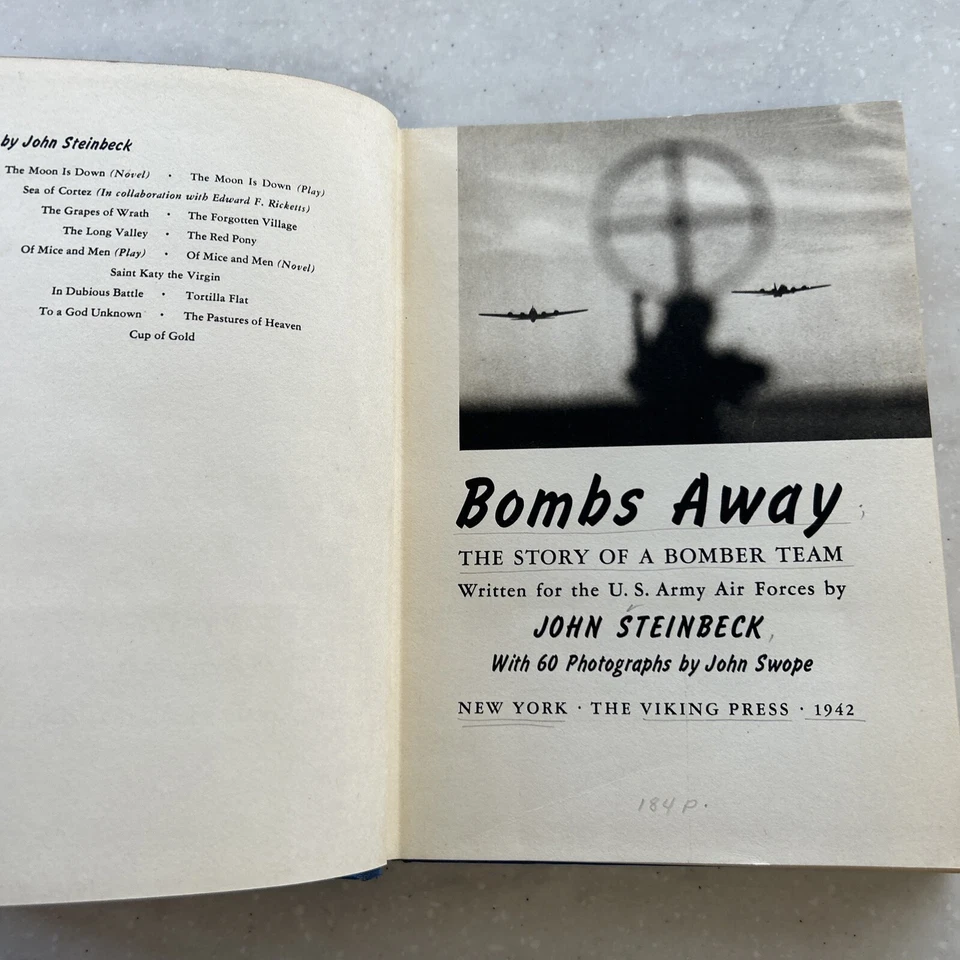 by John Steinbeck
The Moon Is Down (Novel) · The Moon Is Down (Play)
Sea of Cortez (In collaboration with Edward F. Ricketts)
The Grapes of Wrath · The Forgotten Village
The Long Valley · The Red Pony
Of Mice and Men (Play) · Of Mice and Men (Novel)
Saint Katy the Virgin
In Dubious Battle · Tortilla Flat
To a God Unknown · The Pastures of Heaven
Cup of Gold
Bombs Away ;
THE STORY OF A BOMBER TEAM
Written for the U. S. Army Air Forces by
JOHN STEINBECK,
With 60 Photographs by John Swope
NEW YORK · THE VIKING PRESS · 1942
184 p.